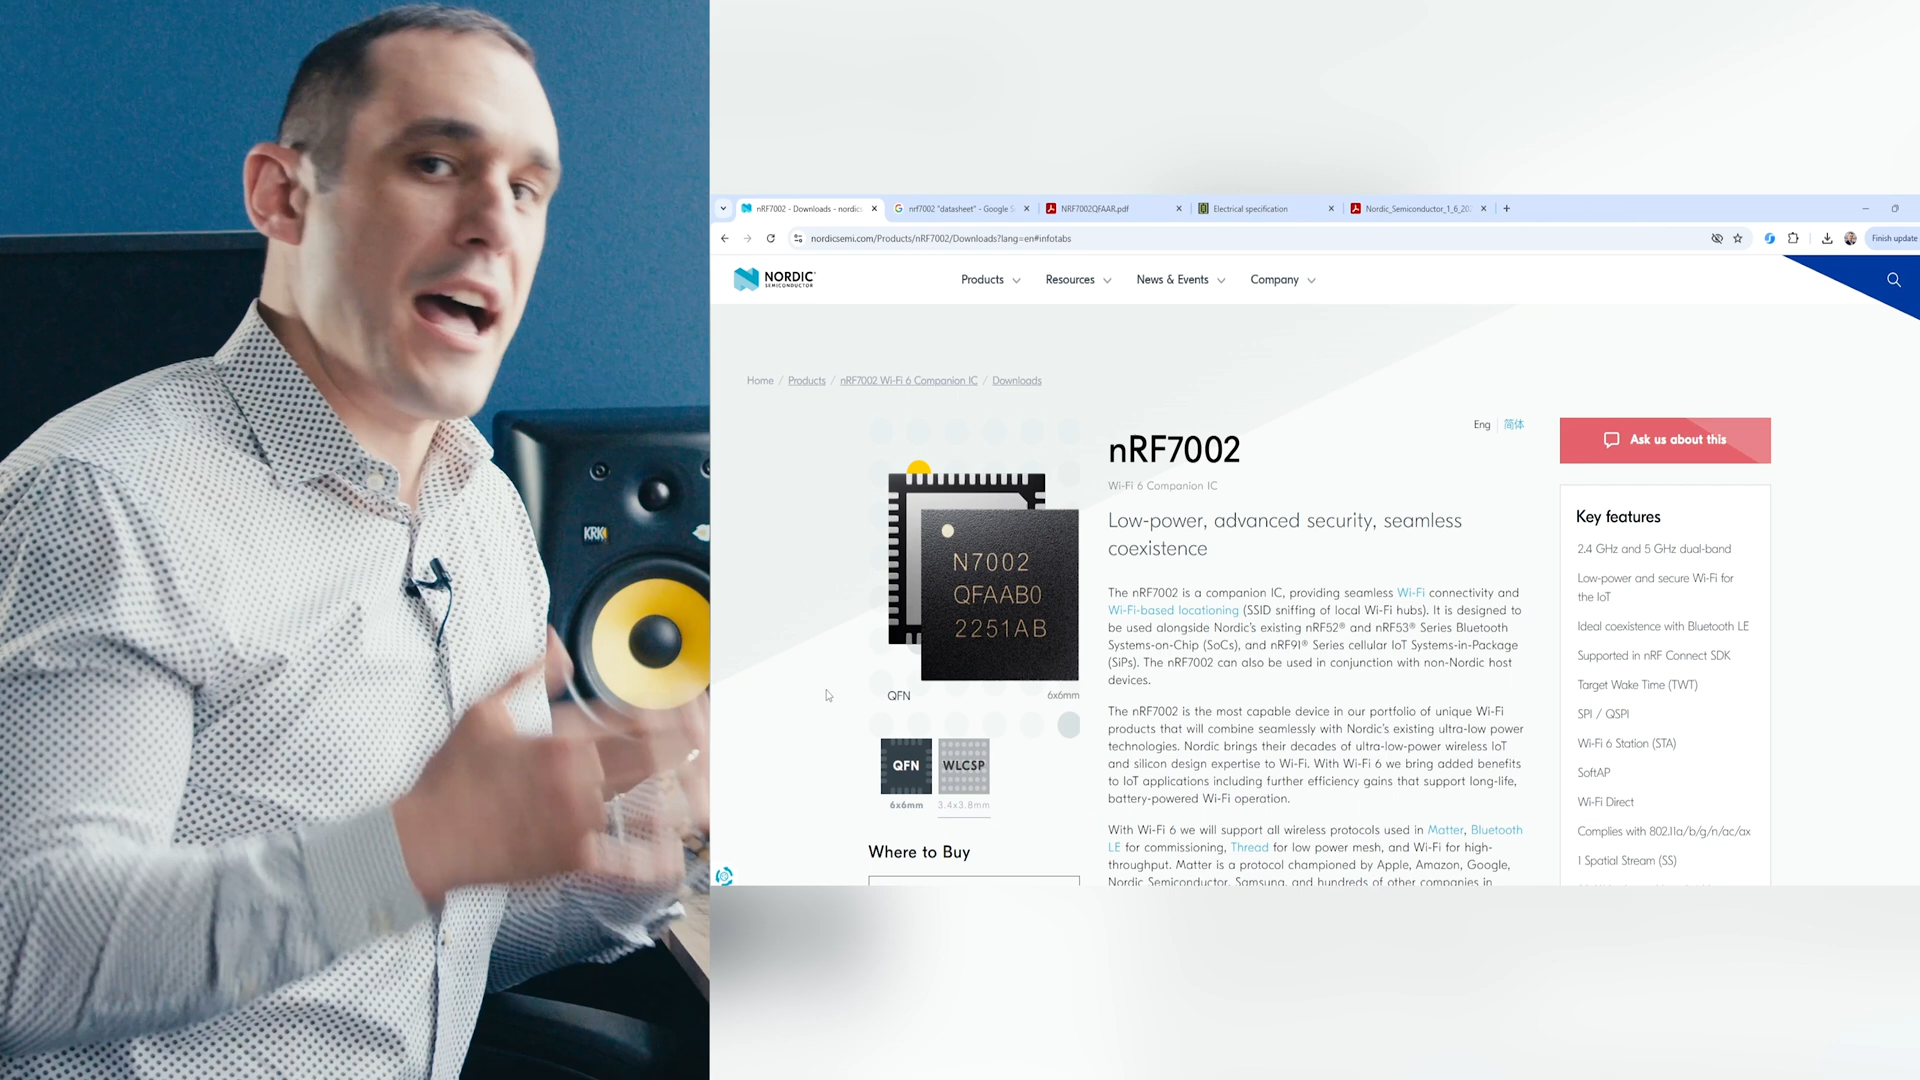 KRK
nRF7002 - Downloads - nordic
nrf7002 "datasheet" - Google S
NRF7002QFAAR.pdf
Electrical specification
Nordic_Semiconductor_1_6_20
nordicsemi.com/Products/nRF7002/Downloads?lang=en#infotabs
Finish update
NORDIC
SEMICONDUCTOR
Products
Resources
News & Events
Company
Home / Products / nRF7002 Wi-Fi 6 Companion IC / Downloads
Eng
简体
N7002
QFAAB0
2251AB
QFN
6x6mm
QFN
WLCSP
6x6mm
3.4x3.8mm
Where to Buy
nRF7002
Wi-Fi 6 Companion IC
Low-power, advanced security, seamless
coexistence
The nRF7002 is a companion IC, providing seamless Wi-Fi connectivity and
Wi-Fi-based locationing (SSID sniffing of local Wi-Fi hubs). It is designed to
be used alongside Nordic's existing nRF52® and nRF53® Series Bluetooth
Systems-on-Chip (SoCs), and nRF91® Series cellular IoT Systems-in-Package
(SiPs). The nRF7002 can also be used in conjunction with non-Nordic host
devices.
The nRF7002 is the most capable device in our portfolio of unique Wi-Fi
products that will combine seamlessly with Nordic's existing ultra-low power
technologies. Nordic brings their decades of ultra-low-power wireless IoT
and silicon design expertise to Wi-Fi. With Wi-Fi 6 we bring added benefits
to IoT applications including further efficiency gains that support long-life,
battery-powered Wi-Fi operation.
With Wi-Fi 6 we will support all wireless protocols used in Matter, Bluetooth
LE for commissioning, Thread for low power mesh, and Wi-Fi for high-
throughput. Matter is a protocol championed by Apple, Amazon, Google,
Nordic Semiconductor, Samsung, and hundreds of other companies in
Ask us about this
Key features
2.4 GHz and 5 GHz dual-band
Low-power and secure Wi-Fi for
the IoT
Ideal coexistence with Bluetooth LE
Supported in nRF Connect SDK
Target Wake Time (TWT)
SPI / QSPI
Wi-Fi 6 Station (STA)
SoftAP
Wi-Fi Direct
Complies with 802.11a/b/g/n/ac/ax
1 Spatial Stream (SS)